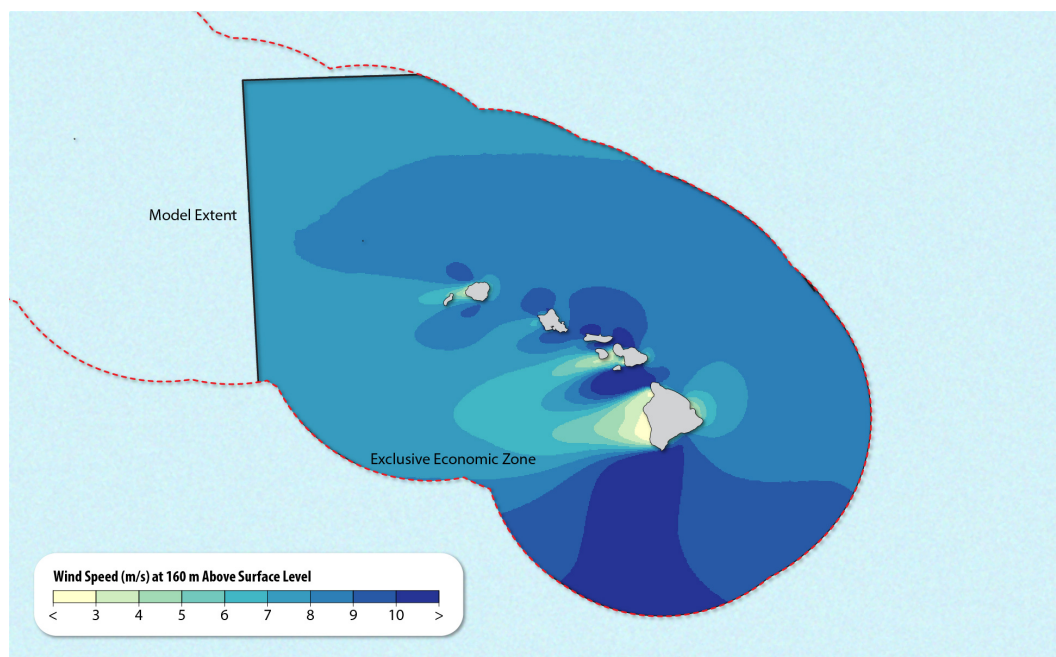 Model Extent
Exclusive Economic Zone
Wind Speed (m/s) at 160 m Above Surface Level
< 3 4 5 6 7 8 9 10 >